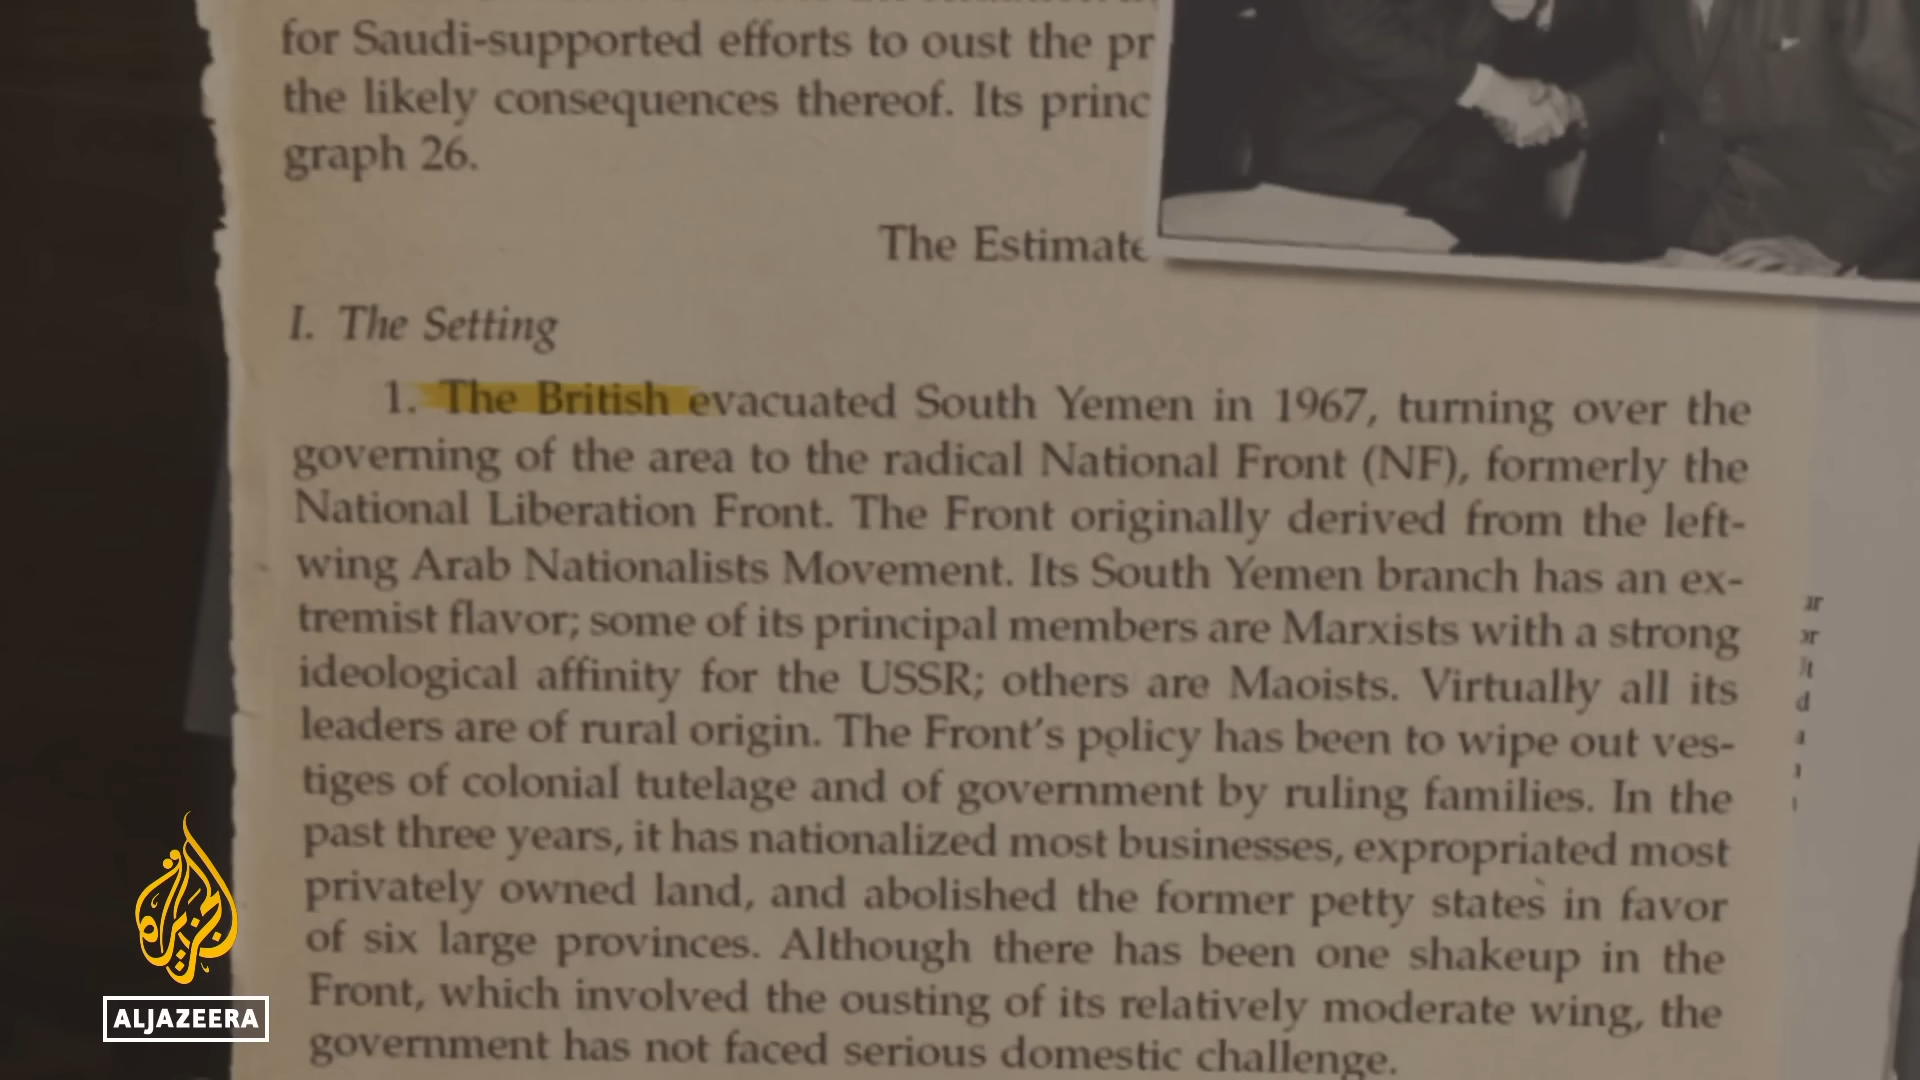 for Saudi-supported efforts to oust the pr
the likely consequences thereof. Its princ
graph 26.
The Estimate
I. The Setting
1. The British evacuated South Yemen in 1967, turning over the
governing of the area to the radical National Front (NF), formerly the
National Liberation Front. The Front originally derived from the left-
wing Arab Nationalists Movement. Its South Yemen branch has an ex-
tremist flavor; some of its principal members are Marxists with a strong
ideological affinity for the USSR; others are Maoists. Virtually all its
leaders are of rural origin. The Front's policy has been to wipe out ves-
tiges of colonial tutelage and of government by ruling families. In the
past three years, it has nationalized most businesses, expropriated most
privately owned land, and abolished the former petty states in favor
of six large provinces. Although there has been one shakeup in the
Front, which involved the ousting of its relatively moderate wing, the
government has not faced serious domestic challenge.
الجزيرة
ALJAZEERA